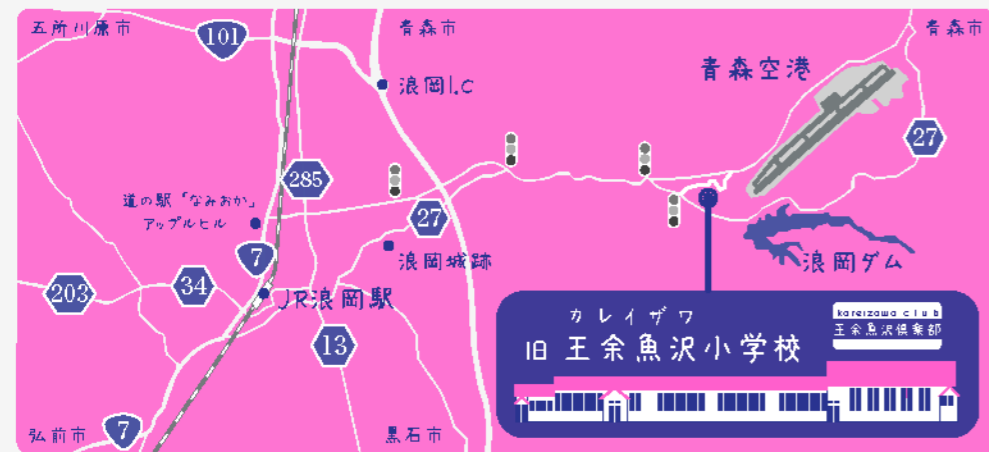 五所川原市
101
青森市
青森市
青森空港
浪岡I.C
27
285
道の駅「なみおか」
アップルヒル
27
7
浪岡城跡
浪岡ダム
203
34
JR浪岡駅
13
カレイザワ
旧 王余魚沢小学校
kareizawa club
王余魚沢倶楽部
弘前市
7
黒石市